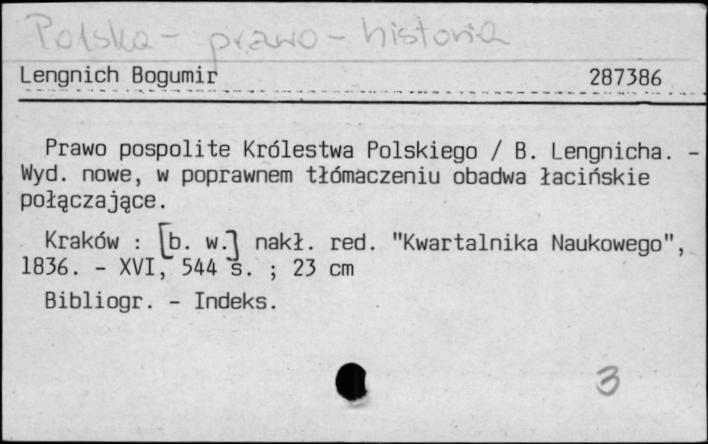 Polska - prawo - historia
Lengnich Bogumir 287386
Prawo pospolite Królestwa Polskiego / B. Lengnicha. -
Wyd. nowe, w poprawnem tłómaczeniu obadwa łacińskie
połączające.
Kraków : [b. w.] nakł. red. "Kwartalnika Naukowego",
1836. - XVI, 544 s. ; 23 cm
Bibliogr. - Indeks.
3